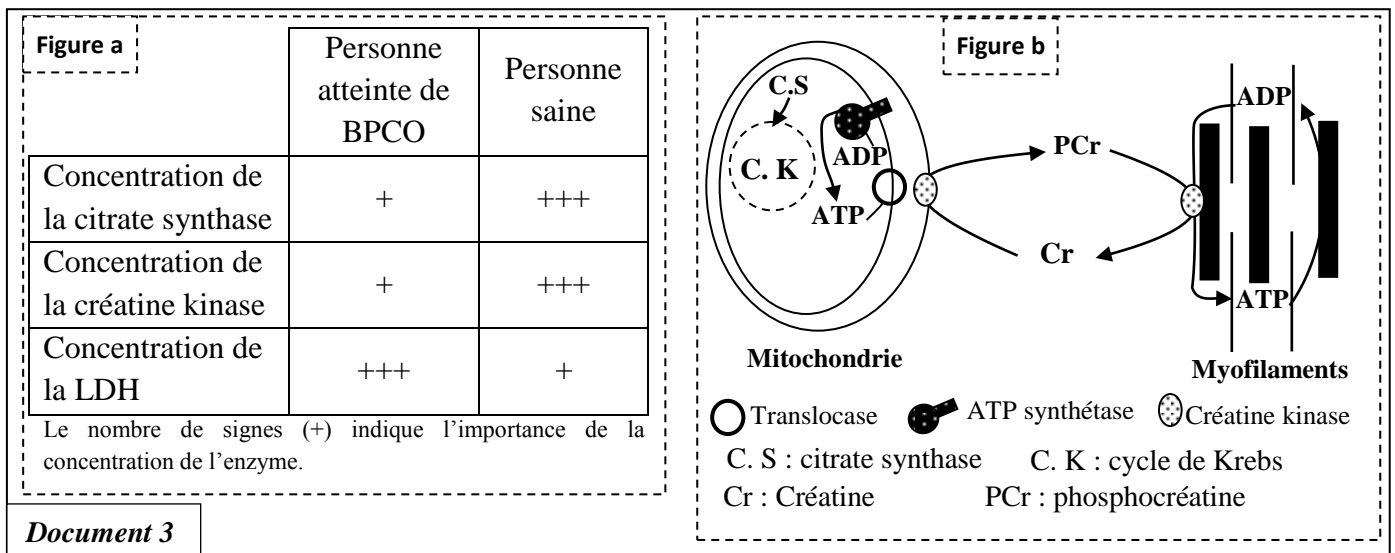 Figure a
Personne
atteinte de
BPCO
Personne
saine
Concentration de
la citrate synthase
+
+++
Concentration de
la créatine kinase
+
+++
Concentration de
la LDH
+++
+
Le nombre de signes (+) indique l’importance de la
concentration de l’enzyme.
Document 3
Figure b
C.S
C. K
ADP
ATP
PCr
Cr
ADP
ATP
Mitochondrie
Myofilaments
Translocase
ATP synthétase
Créatine kinase
C. S : citrate synthase
C. K : cycle de Krebs
Cr : Créatine
PCr : phosphocréatine